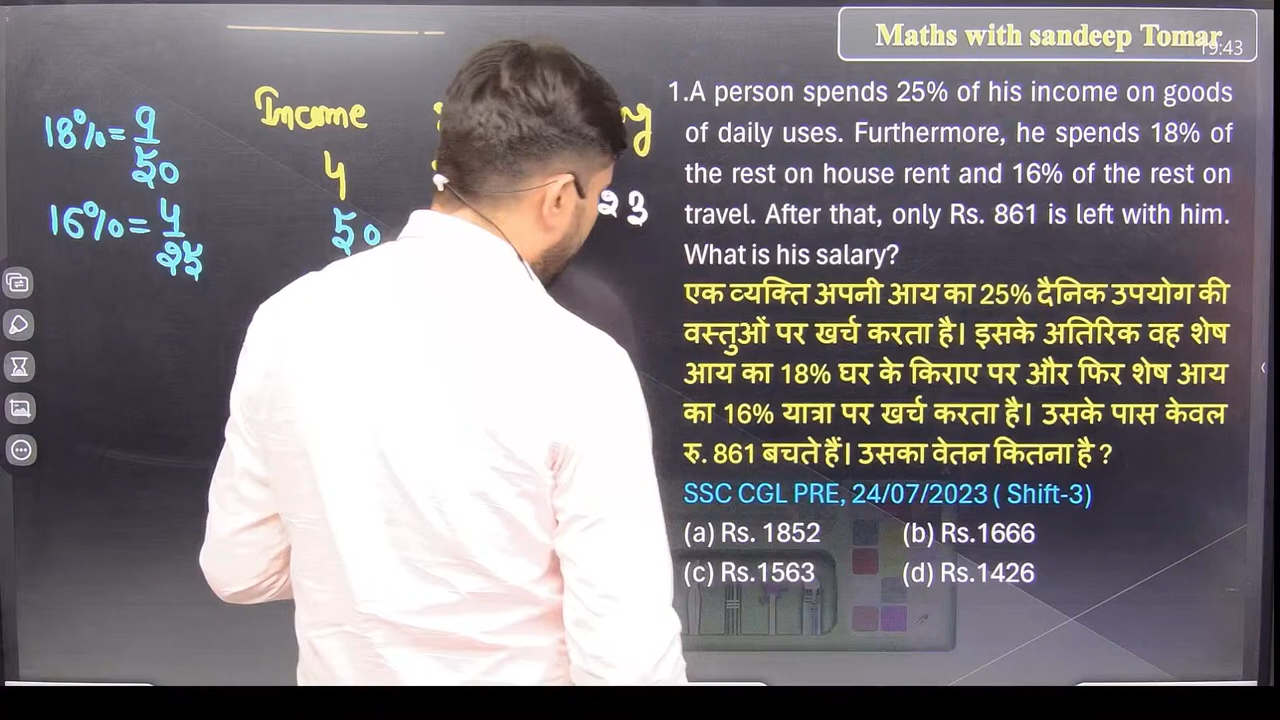 Maths with sandeep Tomar
19:43
18% = 9/50
16% = 4/25
Income
4
50
23
1.A person spends 25% of his income on goods
of daily uses. Furthermore, he spends 18% of
the rest on house rent and 16% of the rest on
travel. After that, only Rs. 861 is left with him.
What is his salary?
एक व्यक्ति अपनी आय का 25% दैनिक उपयोग की
वस्तुओं पर खर्च करता है। इसके अतिरिक वह शेष
आय का 18% घर के किराए पर और फिर शेष आय
का 16% यात्रा पर खर्च करता है। उसके पास केवल
रु. 861 बचते हैं। उसका वेतन कितना है ?
SSC CGL PRE, 24/07/2023 ( Shift-3)
(a) Rs. 1852 (b) Rs.1666
(c) Rs.1563 (d) Rs.1426